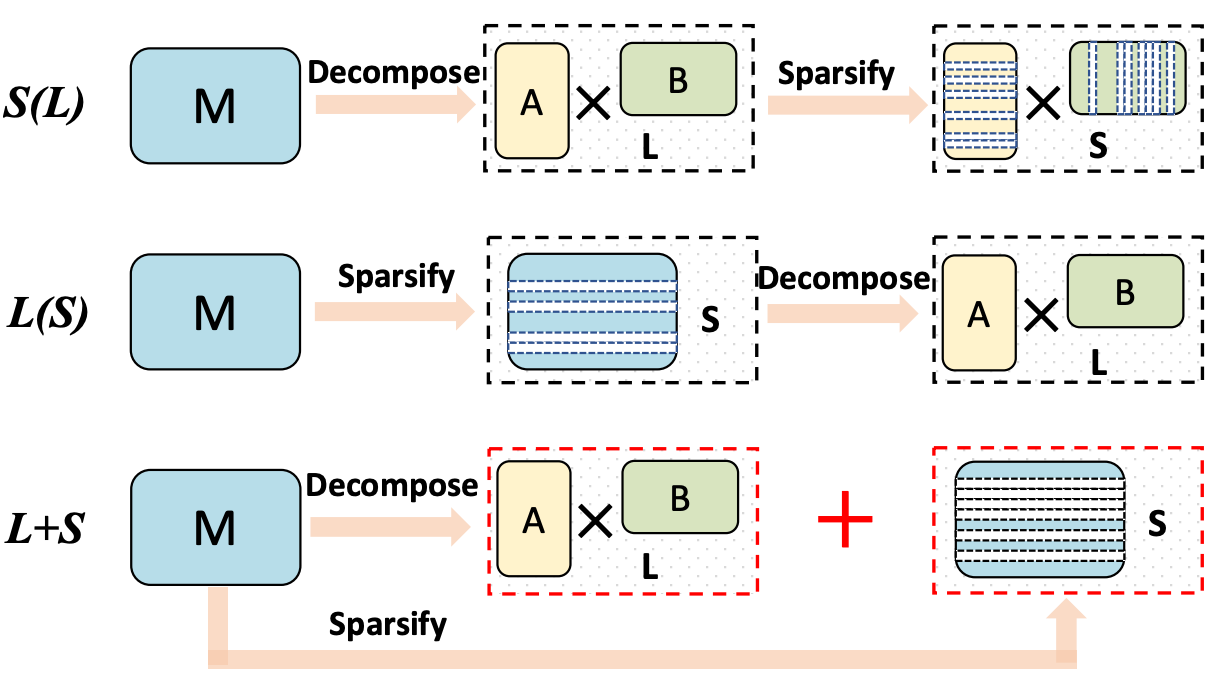 S(L) M Decompose A × B L Sparsify × S
L(S) M Sparsify S Decompose A × B L
L+S M Decompose A × B L + S
Sparsify